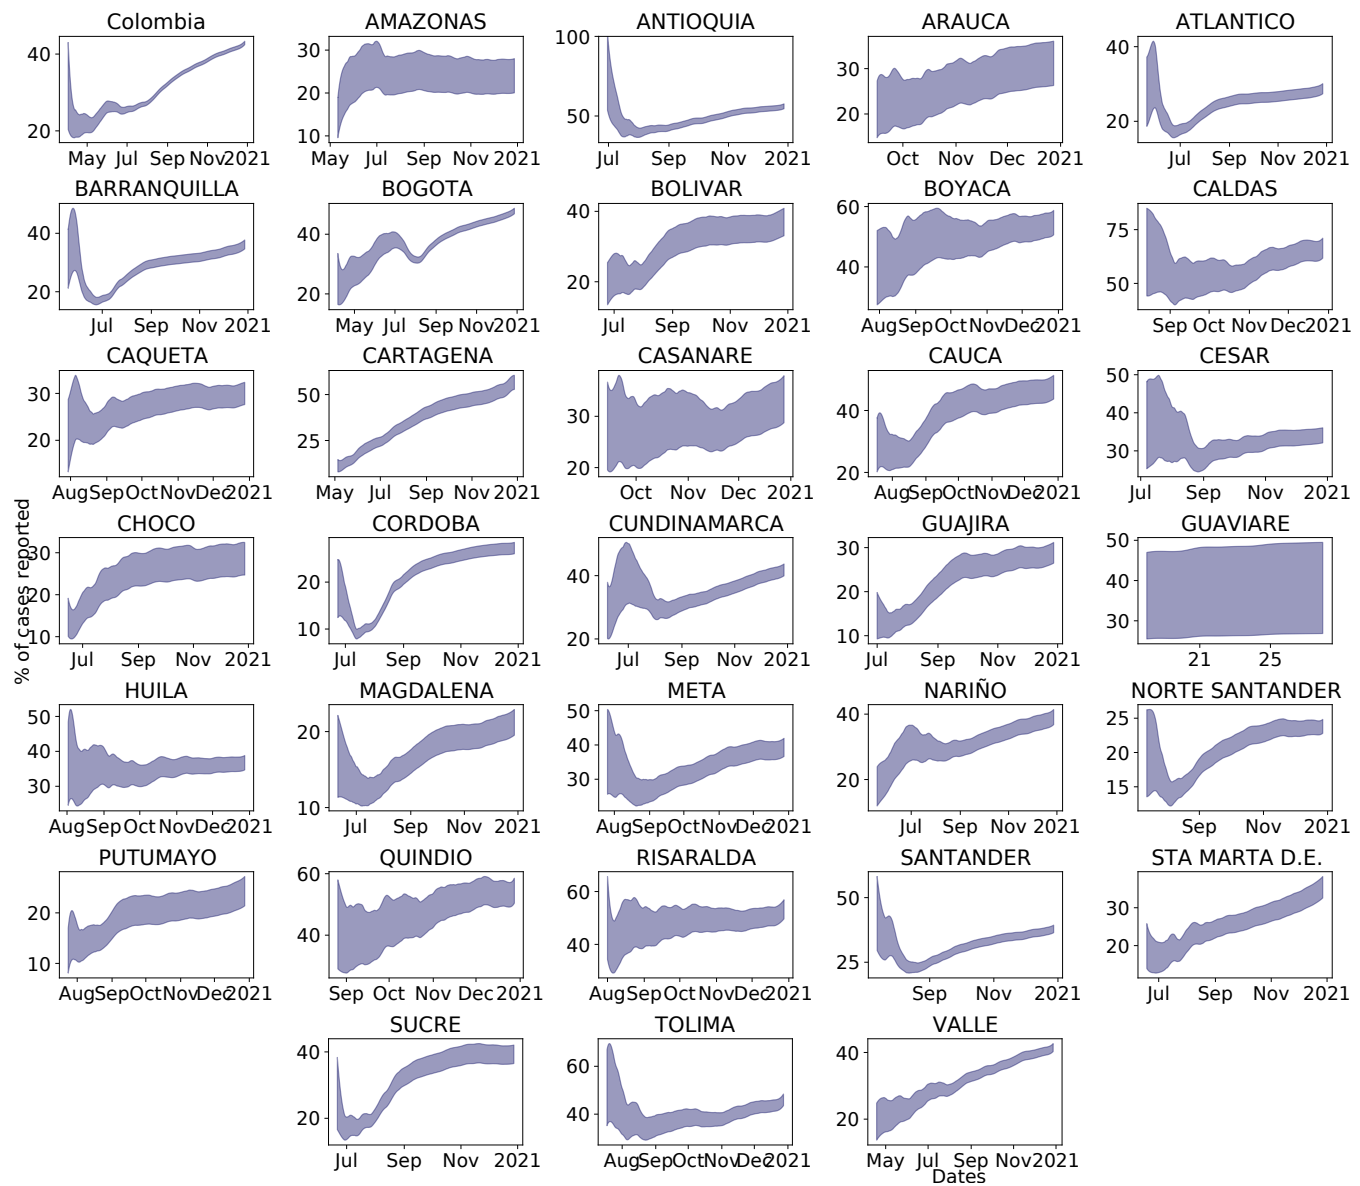 Colombia AMAZONAS ANTIOQUIA ARAUCA ATLANTICO
40 30 100 30 40
20 20 50 20 20
10
May Jul Sep Nov 2021 May Jul Sep Nov 2021 Jul Sep Nov 2021 Oct Nov Dec 2021 Jul Sep Nov 2021
BARRANQUILLA BOGOTA BOLIVAR BOYACA CALDAS
40 40 40 60 75
20 20 20 40 50
Jul Sep Nov 2021 May Jul Sep Nov 2021 Jul Sep Nov 2021 Aug Sep Oct Nov Dec 2021 Sep Oct Nov Dec 2021
CAQUETA CARTAGENA CASANARE CAUCA CESAR
30 50 30 40 50
20 25 20 20 40
30
Aug Sep Oct Nov Dec 2021 May Jul Sep Nov 2021 Oct Nov Dec 2021 Aug Sep Oct Nov Dec 2021 Jul Sep Nov 2021
% of cases reported
CHOCO CORDOBA CUNDINAMARCA GUAJIRA GUAVIARE
30 20 40 30 50
20 10 20 20 40
10 10 30
Jul Sep Nov 2021 Jul Sep Nov 2021 Jul Sep Nov 2021 Jul Sep Nov 2021 21 25
HUILA MAGDALENA META NARIÑO NORTE SANTANDER
50 20 50 40 25
40 10 40 20 20
30 30 15
Aug Sep Oct Nov Dec 2021 Jul Sep Nov 2021 Aug Sep Oct Nov Dec 2021 Jul Sep Nov 2021 Sep Nov 2021
PUTUMAYO QUINDIO RISARALDA SANTANDER STA MARTA D.E.
20 60 60 50 30
10 40 40 25 20
Aug Sep Oct Nov Dec 2021 Sep Oct Nov Dec 2021 Aug Sep Oct Nov Dec 2021 Sep Nov 2021 Jul Sep Nov 2021
SUCRE TOLIMA VALLE
40 60 40
20 40 20
Jul Sep Nov 2021 Aug Sep Oct Nov Dec 2021 May Jul Sep Nov 2021
Dates